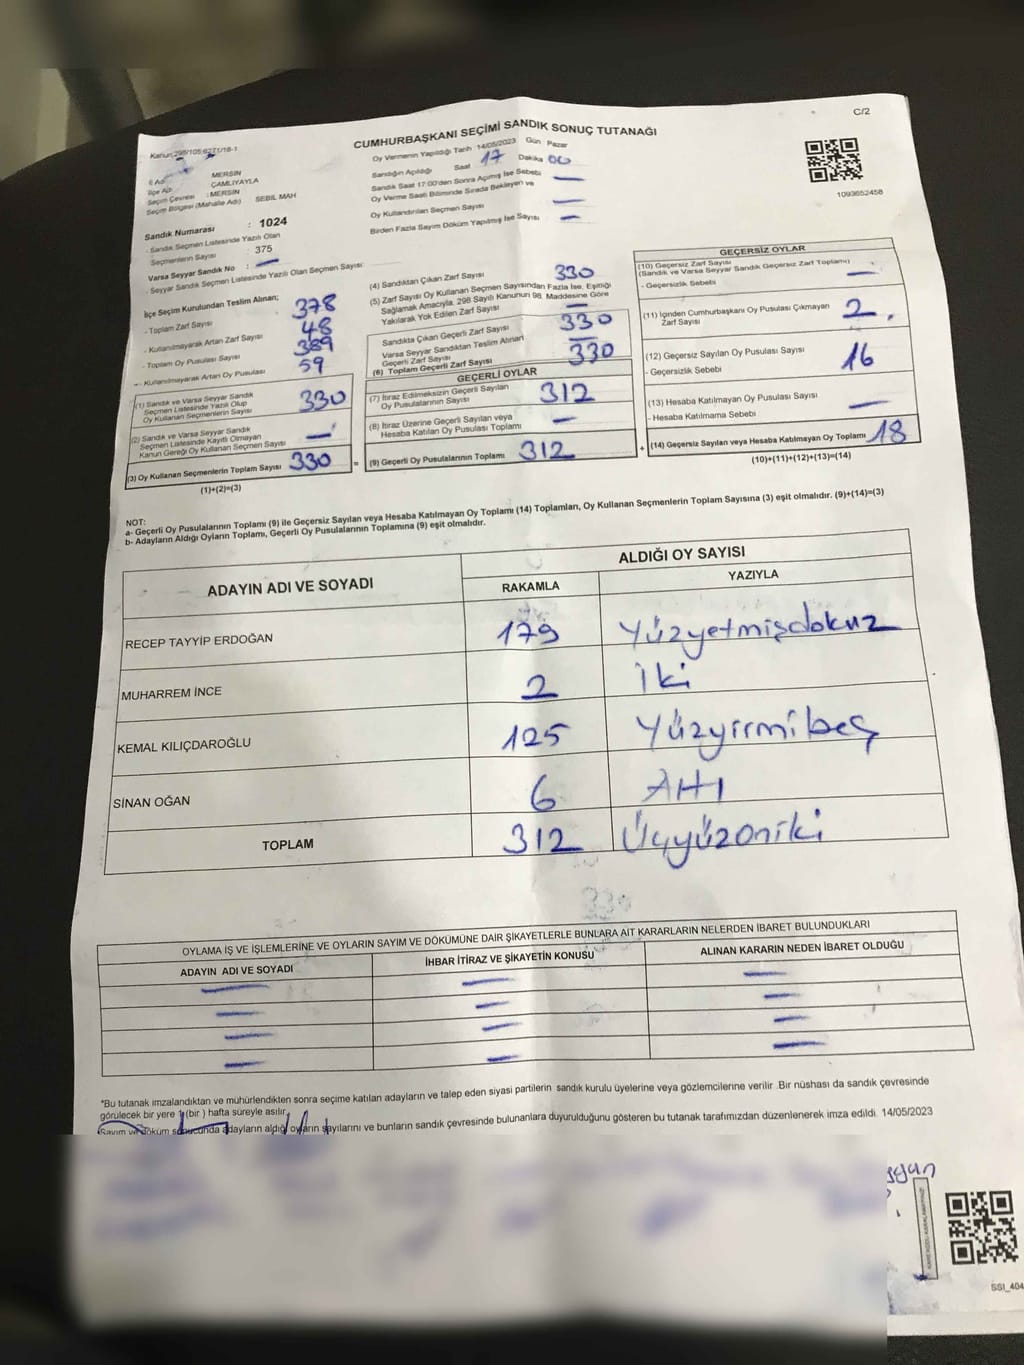 C/2
CUMHURBAŞKANI SEÇİMİ SANDIK SONUÇ TUTANAĞI
Kanun:298/105,6271/18-1
Oy Vermenin Yapıldığı Tarih 14/05/2023 Gün Pazar
Sandığın Açıldığı Saat 17 Dakika 00
Sandık Saat 17:00'den Sonra Açımış İse Sebebi —
Oy Verme Saati Bitiminde Sırada Bekleyen ve
Oy Kullandırılan Seçmen Sayısı —
Birden Fazla Sayım Döküm Yapılmış İse Sayısı —
1093652458
İl Adı : MERSİN
İlçe Adı : ÇAMLIYAYLA
Seçim Çevresi : MERSİN
Seçim Bölgesi (Mahalle Adı) SEBİL MAH
Sandık Numarası : 1024
- Sandık Seçmen Listesinde Yazılı Olan
Seçmenlerin Sayısı : 375
Varsa Seyyar Sandık No : —
- Seyyar Sandık Seçmen Listesinde Yazılı Olan Seçmen Sayısı:
İlçe Seçim Kurulundan Teslim Alınan;
- Toplam Zarf Sayısı 378
- Kullanılmayarak Artan Zarf Sayısı 48
- Toplam Oy Pusulası Sayısı 389
- Kullanılmayarak Artan Oy Pusulası 59
(1) Sandık ve Varsa Seyyar Sandık
Seçmen Listesinde Yazılı Olup
Oy Kullanan Seçmenlerin Sayısı 330
(2) Sandık ve Varsa Seyyar Sandık
Seçmen Listesinde Kayıtlı Olmayan
Kanun Gereği Oy Kullanan Seçmen Sayısı —
(3) Oy Kullanan Seçmenlerin Toplam Sayısı 330
(1)+(2)=(3)
(4) Sandıktan Çıkan Zarf Sayısı 330
(5) Zarf Sayısı Oy Kullanan Seçmen Sayısından Fazla İse, Eşitliği
Sağlamak Amacıyla, 298 Sayılı Kanunun 98. Maddesine Göre
Yakılarak Yok Edilen Zarf Sayısı —
Sandıkta Çıkan Geçerli Zarf Sayısı 330
Varsa Seyyar Sandıktan Teslim Alınan
Geçerli Zarf Sayısı —
(6) Toplam Geçerli Zarf Sayısı 330
GEÇERLİ OYLAR
(7) İtiraz Edilmeksizin Geçerli Sayılan
Oy Pusulalarının Sayısı 312
(8) İtiraz Üzerine Geçerli Sayılan veya
Hesaba Katılan Oy Pusulası Toplamı —
= (9) Geçerli Oy Pusulalarının Toplamı 312
GEÇERSİZ OYLAR
(10) Geçersiz Zarf Sayısı
(Sandık ve Varsa Seyyar Sandık Geçersiz Zarf Toplamı) —
- Geçersizlik Sebebi
(11) İçinden Cumhurbaşkanı Oy Pusulası Çıkmayan
Zarf Sayısı 2
(12) Geçersiz Sayılan Oy Pusulası Sayısı 16
- Geçersizlik Sebebi
(13) Hesaba Katılmayan Oy Pusulası Sayısı —
- Hesaba Katılmama Sebebi
+ (14) Geçersiz Sayılan veya Hesaba Katılmayan Oy Toplamı 18
(10)+(11)+(12)+(13)=(14)
NOT:
a- Geçerli Oy Pusulalarının Toplamı (9) ile Geçersiz Sayılan veya Hesaba Katılmayan Oy Toplamı (14) Toplamları, Oy Kullanan Seçmenlerin Toplam Sayısına (3) eşit olmalıdır. (9)+(14)=(3)
b- Adayların Aldığı Oyların Toplamı, Geçerli Oy Pusulalarının Toplamına (9) eşit olmalıdır.
ADAYIN ADI VE SOYADI
ALDIĞI OY SAYISI
RAKAMLA YAZIYLA
RECEP TAYYİP ERDOĞAN 179 Yüzyetmişdokuz
MUHARREM İNCE 2 İki
KEMAL KILIÇDAROĞLU 125 Yüzyirmibeş
SİNAN OĞAN 6 Altı
TOPLAM 312 Üçyüzoniki
OYLAMA İŞ VE İŞLEMLERİNE VE OYLARIN SAYIM VE DÖKÜMÜNE DAİR ŞİKAYETLERLE BUNLARA AİT KARARLARIN NELERDEN İBARET BULUNDUKLARI
ADAYIN ADI VE SOYADI İHBAR İTİRAZ VE ŞİKAYETİN KONUSU ALINAN KARARIN NEDEN İBARET OLDUĞU
— — —
— — —
— — —
— — —
*Bu tutanak imzalandıktan ve mühürlendikten sonra seçime katılan adayların ve talep eden siyasi partilerin sandık kurulu üyelerine veya gözlemcilerine verilir .Bir nüshası da sandık çevresinde
görülecek bir yere 1 (bir ) hafta süreyle asılır.
Sayım ve döküm sonucunda adayların aldığı oyların sayılarını ve bunların sandık çevresinde bulunanlara duyurulduğunu gösteren bu tutanak tarafımızdan düzenlenerek imza edildi. 14/05/2023
SSI_404